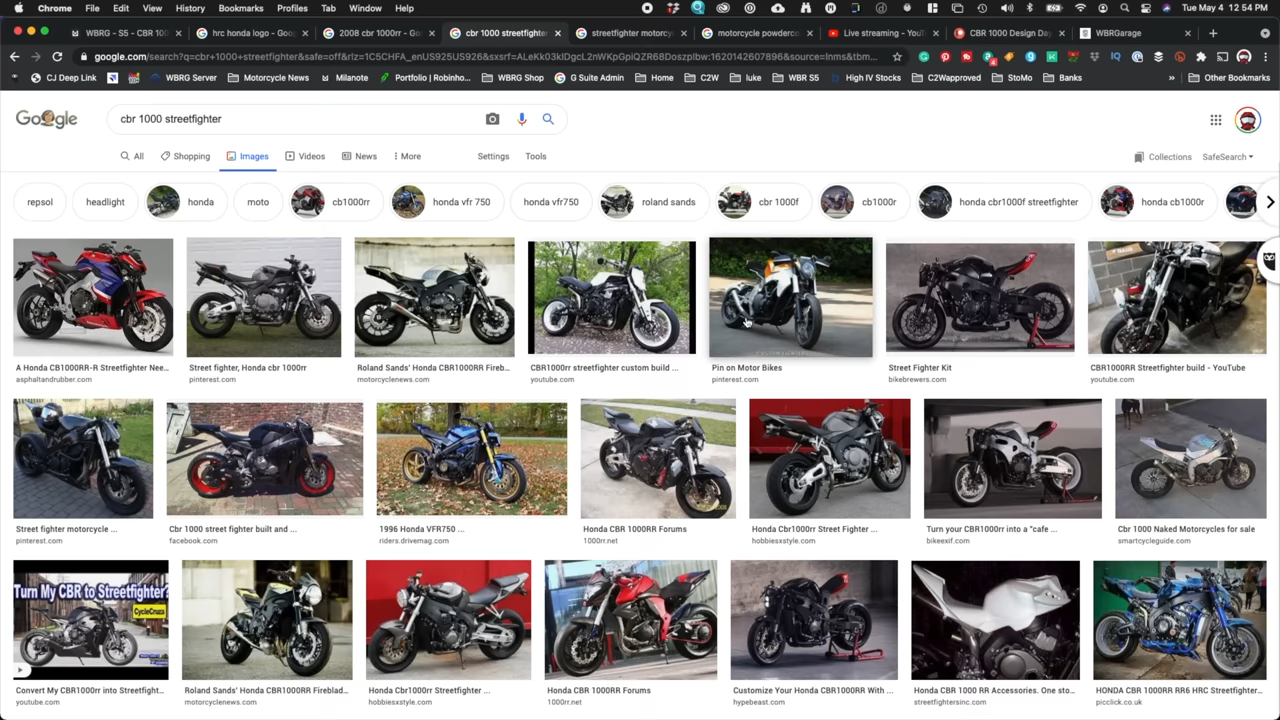 Chrome File Edit View History Bookmarks Profiles Tab Window Help
Tue May 4 12:54 PM
WBRG - S5 - CBR 100
hrc honda logo - Goog
2008 cbr 1000rr - Go
cbr 1000 streetfighter
streetfighter motorcy
motorcycle powderco
Live streaming - YouTu
CBR 1000 Design Day
WBRGarage
google.com/search?q=cbr+1000+streetfighter&safe=off&rlz=1C5CHFA_enUS925US926&sxsrf=
CJ Deep Link
WBRG Server
Motorcycle News
Milanote
Portfolio | Robinho...
WBRG Shop
G Suite Admin
Home
C2W
luke
WBR S5
High IV Stocks
C2Wapproved
StoMo
Banks
»
Other Bookmarks
Google
cbr 1000 streetfighter
All Shopping Images Videos News More Settings Tools
Collections SafeSearch
repsol
headlight
honda
moto
cb1000rr
honda vfr 750
honda vfr750
roland sands
cbr 1000f
cb1000r
honda cbr1000f streetfighter
honda cb1000r
A Honda CB1000RR-R Streetfighter Nee...
asphaltandrubber.com
Street fighter, Honda cbr 1000rr
pinterest.com
Roland Sands' Honda CBR1000RR Fireb...
motorcyclenews.com
CBR1000rr streetfighter custom build ...
youtube.com
Pin on Motor Bikes
pinterest.com
Street Fighter Kit
bikebrewers.com
CBR1000RR Streetfighter build - YouTube
youtube.com
Street fighter motorcycle ...
pinterest.com
Cbr 1000 street fighter built and ...
facebook.com
1996 Honda VFR750 ...
riders.drivemag.com
Honda CBR 1000RR Forums
1000rr.net
Honda Cbr1000rr Street Fighter ...
hobbiesxstyle.com
Turn your CBR1000rr into a "cafe ...
bikeexif.com
Cbr 1000 Naked Motorcycles for sale
smartcycleguide.com
Turn My CBR to Streetfighter?
CycleCruza
Convert My CBR1000rr into Streetfight...
youtube.com
Roland Sands' Honda CBR1000RR Fireblad...
motorcyclenews.com
Honda Cbr1000rr Streetfighter ...
hobbiesxstyle.com
Honda CBR 1000RR Forums
1000rr.net
Customize Your Honda CBR1000RR With ...
hypebeast.com
Honda CBR 1000 RR Accessories. One sto...
streetfightersinc.com
HONDA CBR 1000RR RR6 HRC Streetfighter...
picclick.co.uk